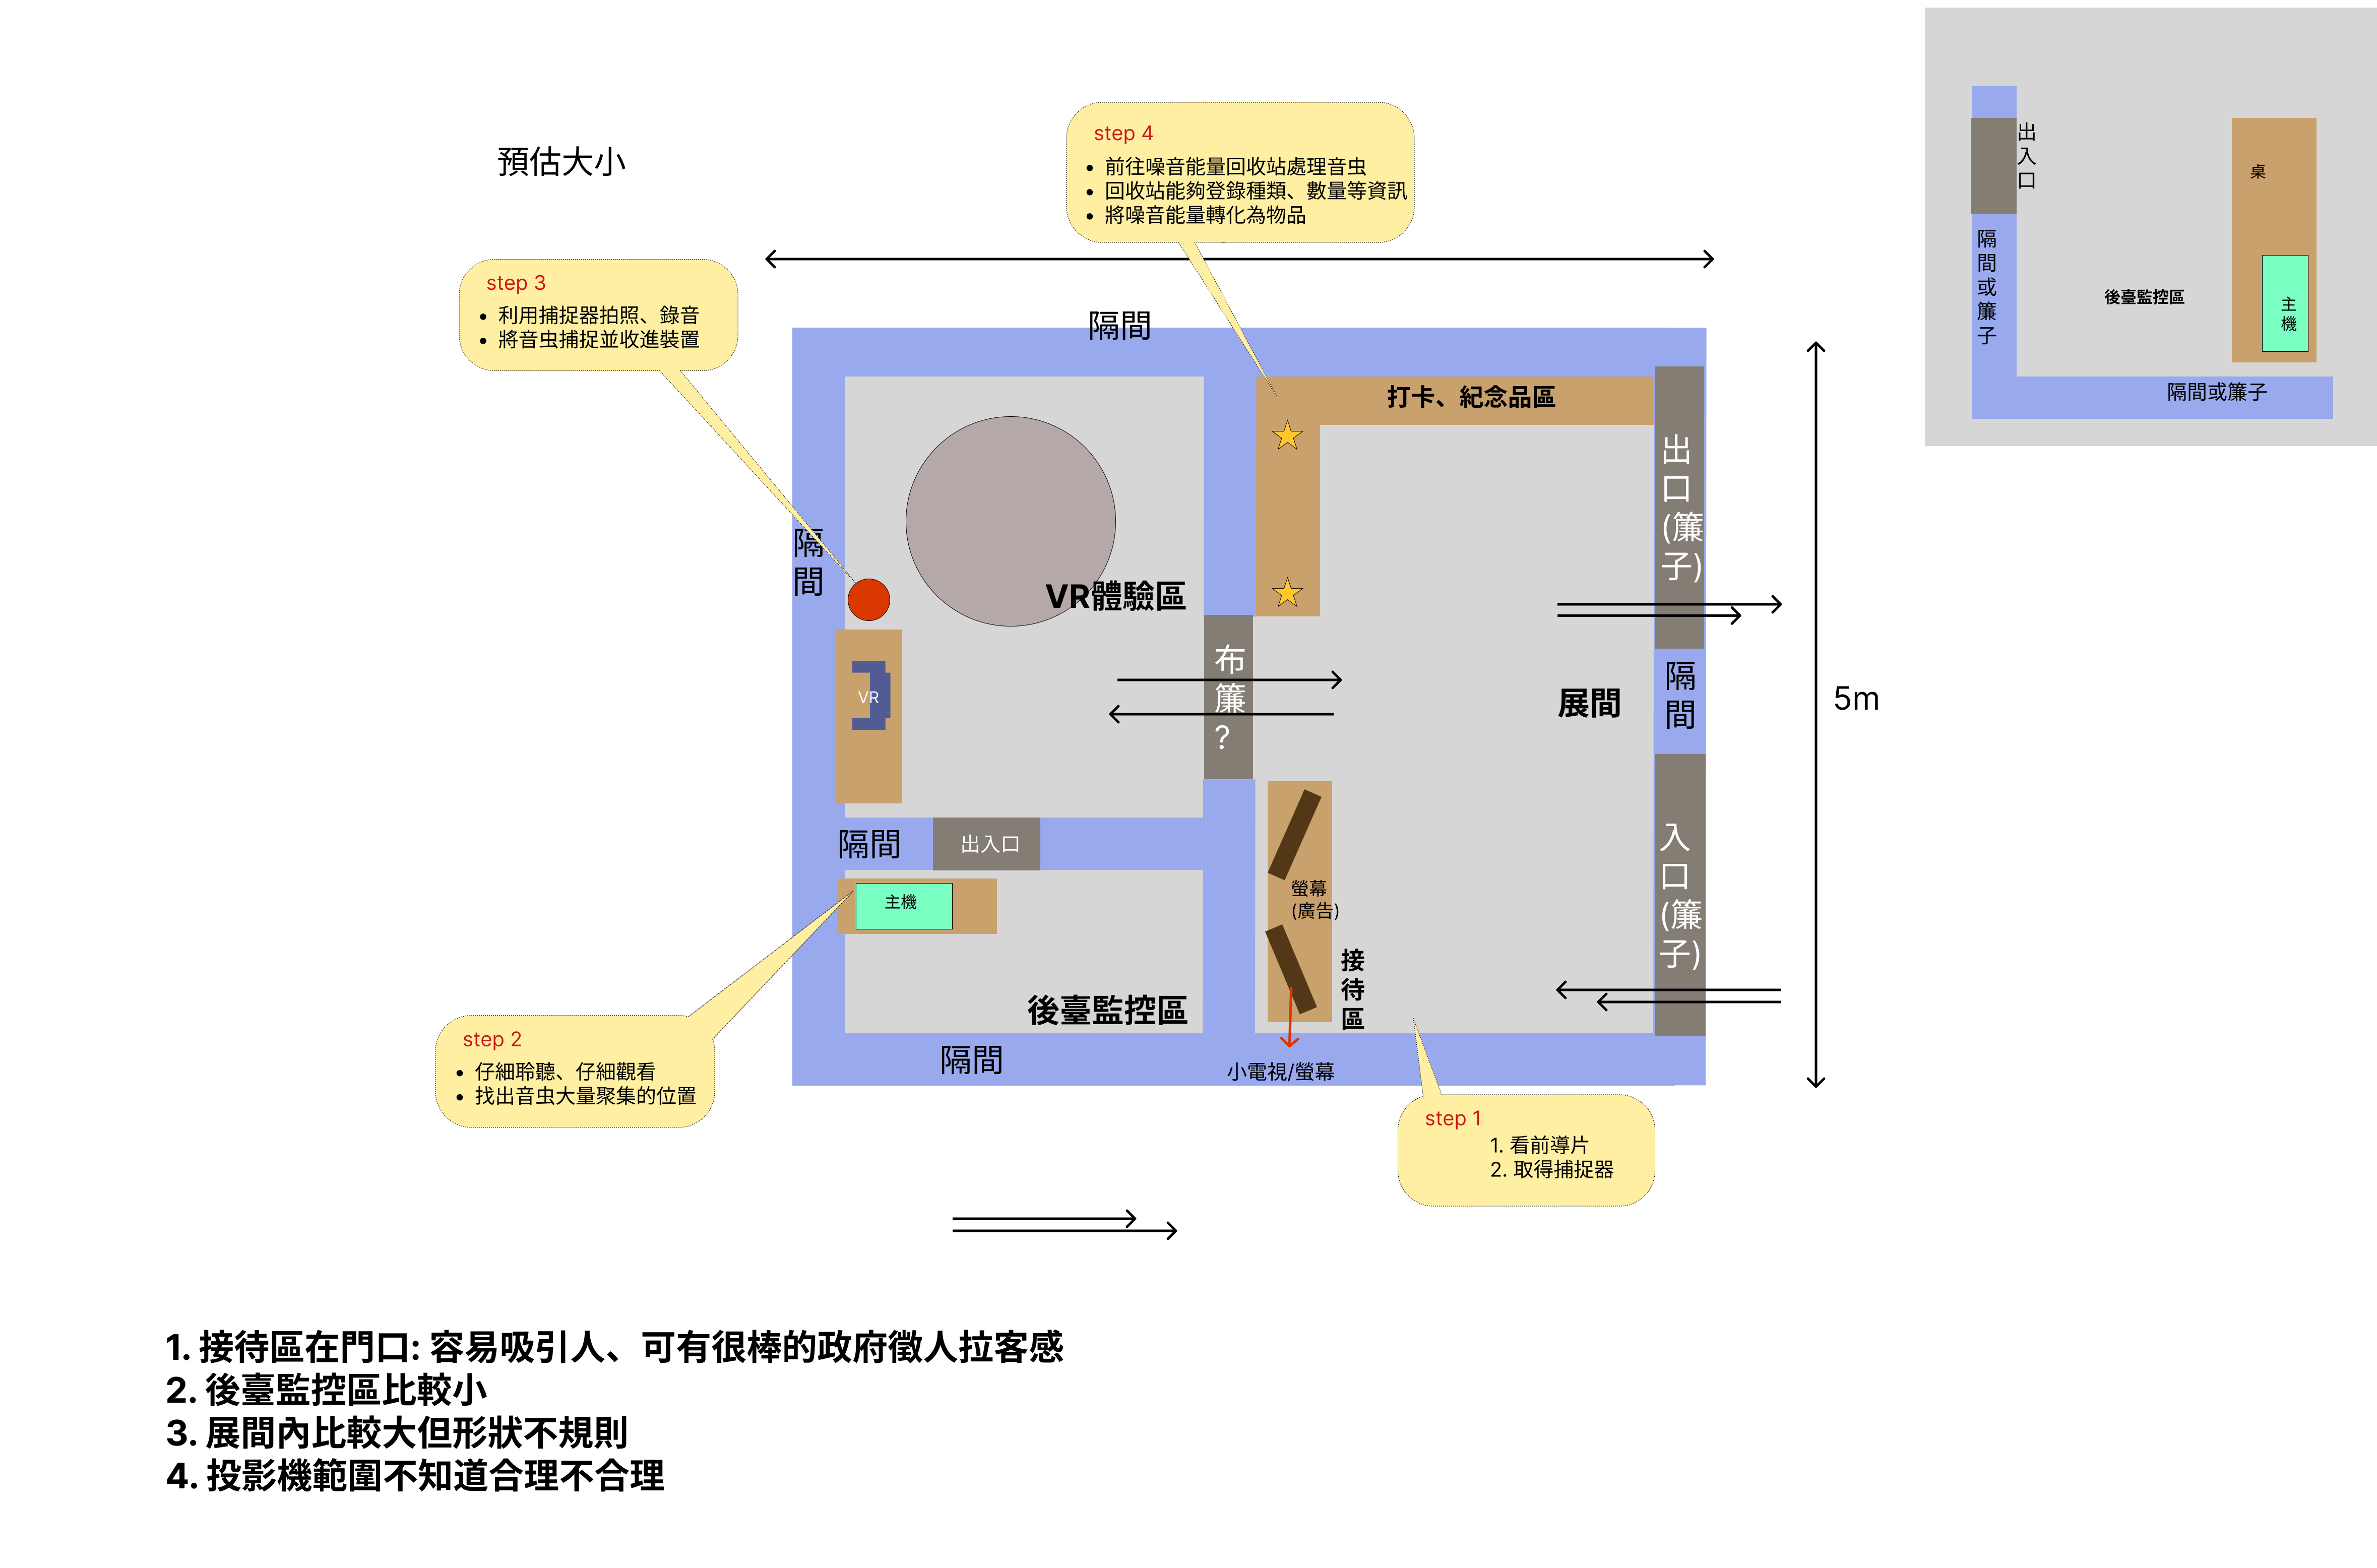 預估大小
step 4
前往噪音能量回收站處理音虫
回收站能夠登錄種類、數量等資訊
將噪音能量轉化為物品
step 3
利用捕捉器拍照、錄音
將音虫捕捉並收進裝置
出
入
口
隔
間
或
簾
子
桌
後臺監控區
主
機
隔間或簾子
隔間
打卡、紀念品區
出
口
(簾
子)
隔
間
VR體驗區
布
簾
?
VR
展間
隔
間
5m
隔間
出入口
主機
後臺監控區
隔間
螢幕
(廣告)
接
待
區
小電視/螢幕
入
口
(簾
子)
step 2
仔細聆聽、仔細觀看
找出音虫大量聚集的位置
step 1
1. 看前導片
2. 取得捕捉器
1. 接待區在門口: 容易吸引人、可有很棒的政府徵人拉客感
2. 後臺監控區比較小
3. 展間內比較大但形狀不規則
4. 投影機範圍不知道合理不合理